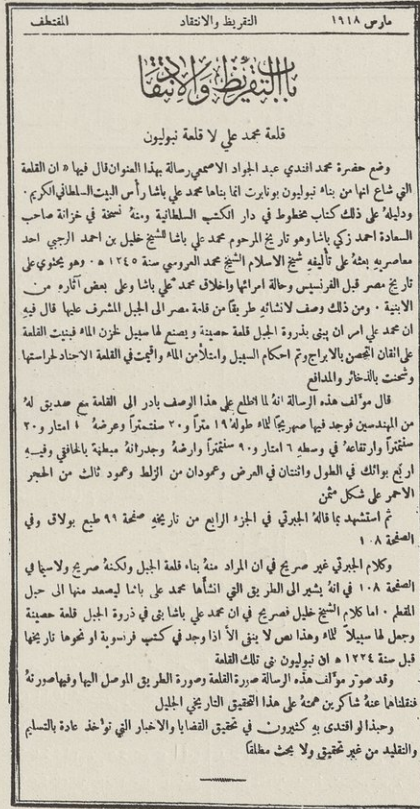 مارس ١٩١٨ التقريظ والانتقاد المقتطف
باب التقريظ والانتقاد
قلعة محمد علي لا قلعة نبوليون
وضع حضرة محمد افندي عبد الجواد الاصمعي رسالة بهذا العنوان قال فيها « ان القلعة
التي شاع انها من بناء نبوليون بونابرت انما بناها محمد علي باشا رأس البيت السلطاني الكريم ٠
ودليله على ذلك كتاب مخطوط في دار الكتب السلطانية ومنهُ نسخة في خزانة صاحب
السعادة احمد زكي باشا وهو تاريخ المرحوم محمد علي باشا للشيخ خليل بن احمد الرجبي احد
معاصريه بعثهُ على تأليفهِ شيخ الاسلام الشيخ محمد العروسي سنة ١٢٤٥ ه ٠ وهو يحتوي على
تاريخ مصر قبل الفرنسيس وحالة امرائها واخلاق محمد علي باشا وعلى بعض آثاره من
الابنية ٠ ومن ذلك وصف لانشائهِ طريقاً من قلعة مصر الى الجبل المشرف عليها قال فيهِ
ان محمد علي امر ان يبنى بذروة الجبل قلعة حصينة ويصنع لها سبيل لخزن الماء فبنيت القلعة
على اتقان التحصن بالابراج وتم احكام السبيل وامتلأ من الماء واقيمت في القلعة الاجناد لحراستها
وشحنت بالذخائر والمدافع
قال مؤلف هذه الرسالة انهُ لما اطلع على هذا الوصف بادر الى القلعة مع صديق لهُ
من المهندسين فوجد فيها صهريجاً للماء طولهُ ١٩ متراً و ٣٠ سنتمتراً وعرضهُ ٤ امتار و ٢٠
سنتمتراً وارتفاعهُ في وسطهِ ٦ امتار و ٩٠ سنتمتراً وارضهُ وجدرانهُ مبطنة بالخافقي وفيهِ
اربع بوائك في الطول واثنتان في العرض وعمودان من الزلط وعمود ثالث من الحجر
الاحمر على شكل مثمن
ثم استشهد بما قالهُ الجبرتي في الجزء الرابع من تاريخهِ صفحة ٩٩ طبع بولاق وفي
الصفحة ١٠٨
وكلام الجبرتي غير صريح في ان المراد منهُ بناء قلعة الجبل ولكنهُ صريح ولاسيما في
الصفحة ١٠٨ في انهُ يشير الى الطريق التي انشأها محمد علي باشا ليصعد منها الى جبل
المقطم ٠ اما كلام الشيخ خليل فصريح في ان محمد علي باشا بنى في ذروة الجبل قلعة حصينة
وجعل لها سبيلاً للماء وهذا نص لا ينفى الاَّ اذا وجد في كتب فرنسوية او نحوها تاريخها
قبل سنة ١٢٢٤ ه ان نبوليون بنى تلك القلعة
وقد صوّر مؤلف هذه الرسالة صورة القلعة وصورة الطريق الموصل اليها وفيها صورتهُ
فنقلناها عنهُ شاكرين همتهُ على هذا التحقيق التاريخي الجليل
وحبذا لو اقتدى بهِ كثيرون في تحقيق القضايا والاخبار التي تؤخذ عادة بالتسليم
والتقليد من غير تحقيق ولا بحث مطلقاً